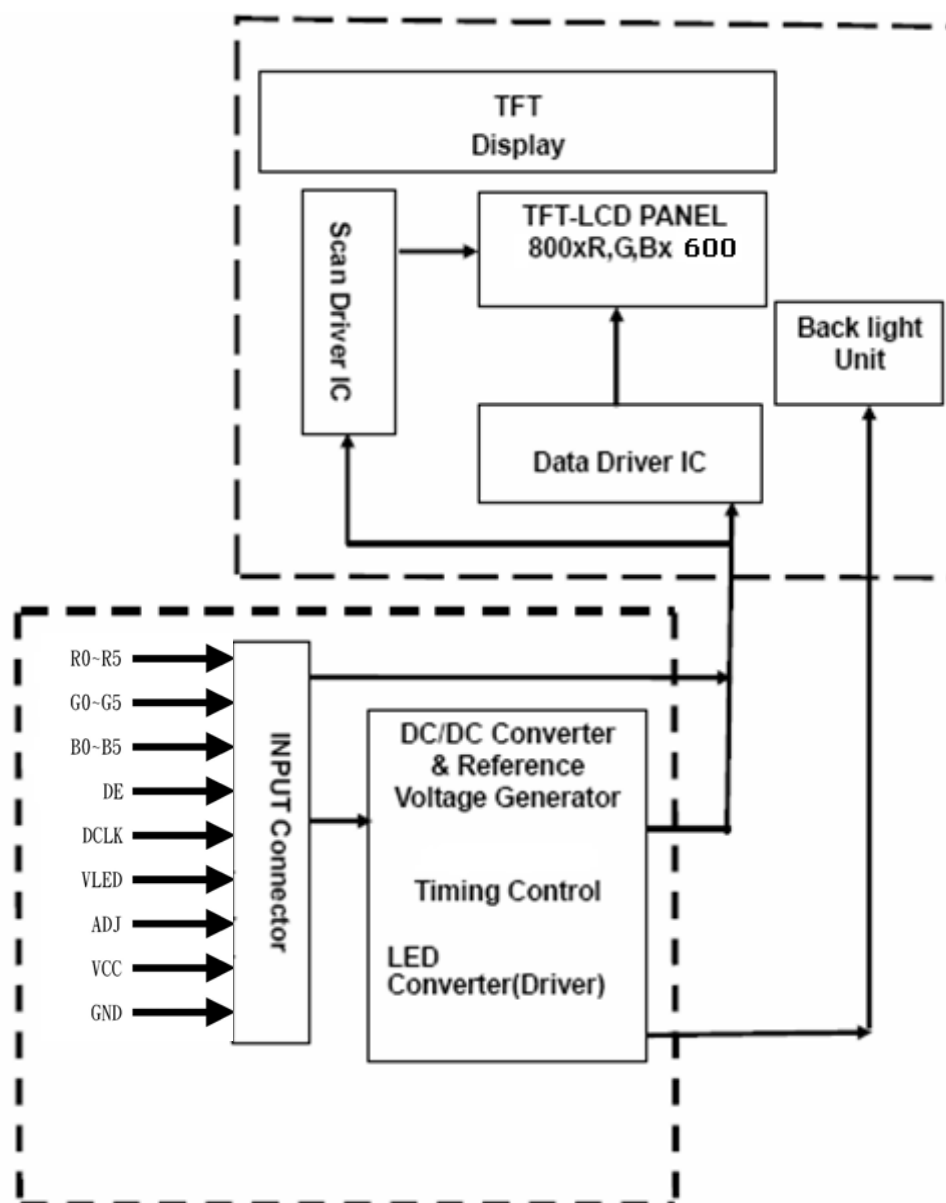 TFT
Display
Scan Driver IC
TFT-LCD PANEL
800xR,G,Bx 600
Back light
Unit
Data Driver IC
R0~R5
G0~G5
B0~B5
DE
DCLK
VLED
ADJ
VCC
GND
INPUT Connector
DC/DC Converter
& Reference
Voltage Generator
Timing Control
LED
Converter(Driver)